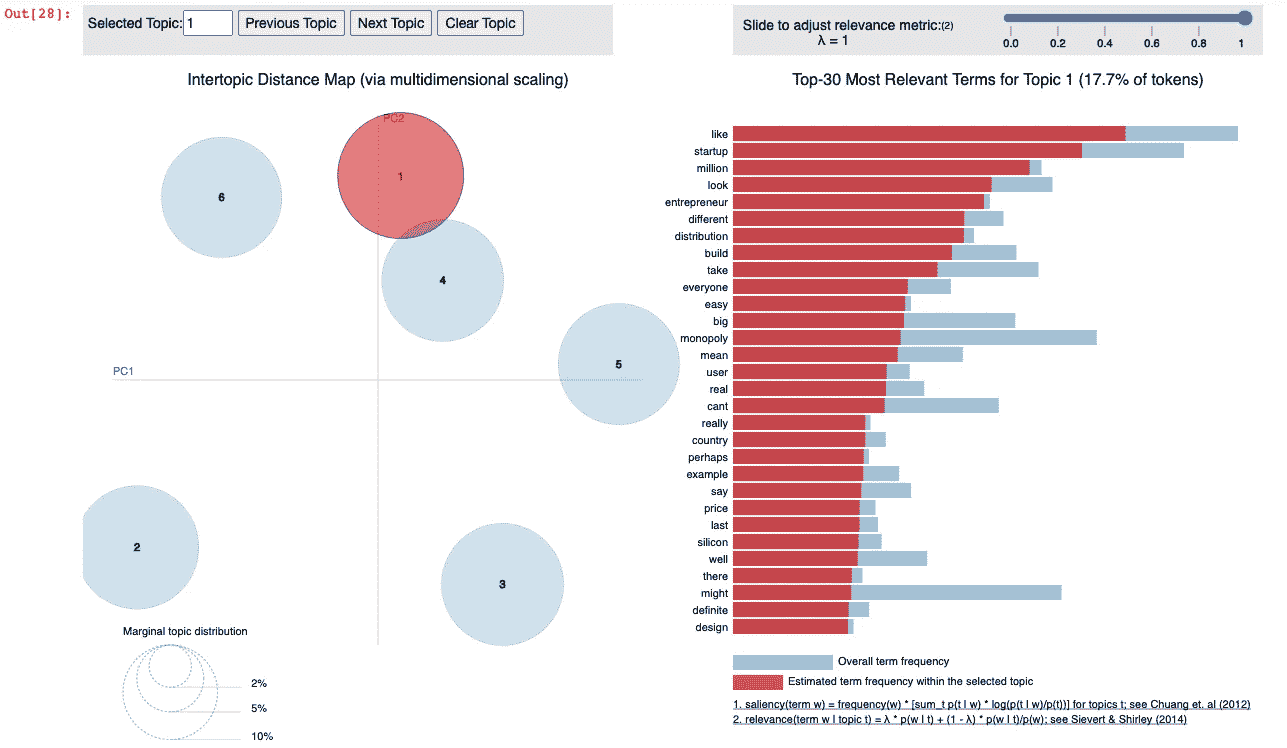 Out[28]:
Selected Topic: 1 Previous Topic Next Topic Clear Topic
Slide to adjust relevance metric:(2)
λ = 1
0.0 0.2 0.4 0.6 0.8 1
Intertopic Distance Map (via multidimensional scaling)
PC2
1
6
4
5
PC1
2
3
Marginal topic distribution
2%
5%
10%
Top-30 Most Relevant Terms for Topic 1 (17.7% of tokens)
like
startup
million
look
entrepreneur
different
distribution
build
take
everyone
easy
big
monopoly
mean
user
real
cant
really
country
perhaps
example
say
price
last
silicon
well
there
might
definite
design
Overall term frequency
Estimated term frequency within the selected topic
1. saliency(term w) = frequency(w) * [sum_t p(t | w) * log(p(t | w)/p(t))] for topics t; see Chuang et. al (2012)
2. relevance(term w | topic t) = λ * p(w | t) + (1 - λ) * p(w | t)/p(w); see Sievert & Shirley (2014)